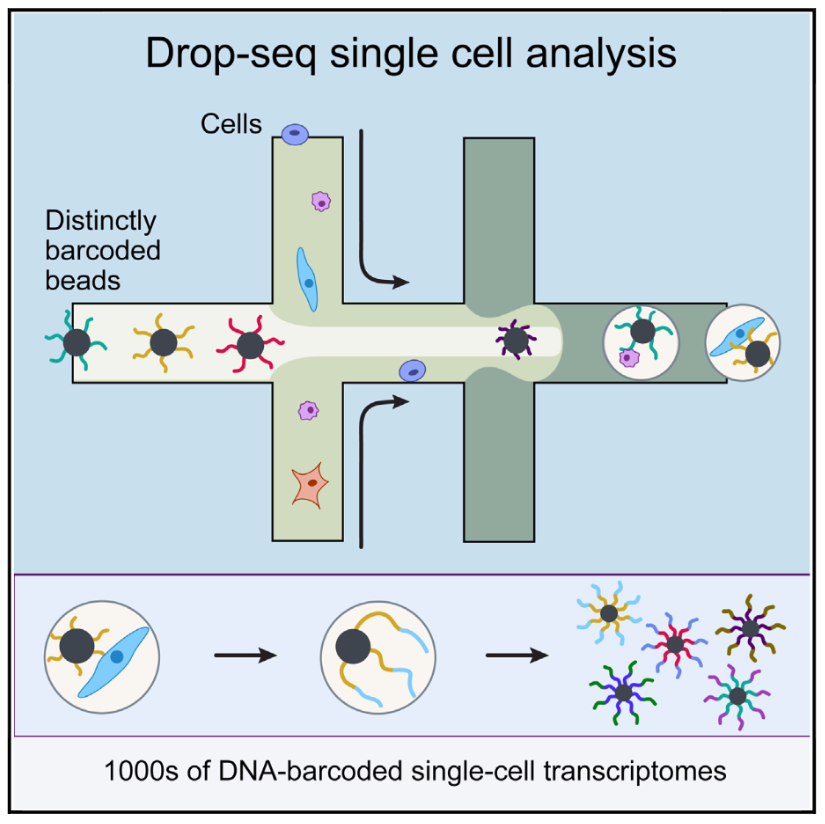 Drop-seq single cell analysis
Cells
Distinctly
barcoded
beads
1000s of DNA-barcoded single-cell transcriptomes